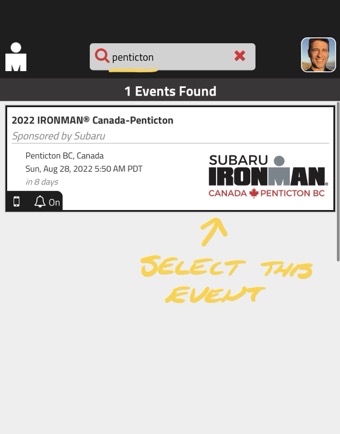 penticton
1 Events Found
2022 IRONMAN® Canada-Penticton
Sponsored by Subaru
Penticton BC, Canada
Sun, Aug 28, 2022 5:50 AM PDT
in 8 days
On
SUBARU
IRONMAN
CANADA PENTICTON BC
SELECT THIS
EVENT